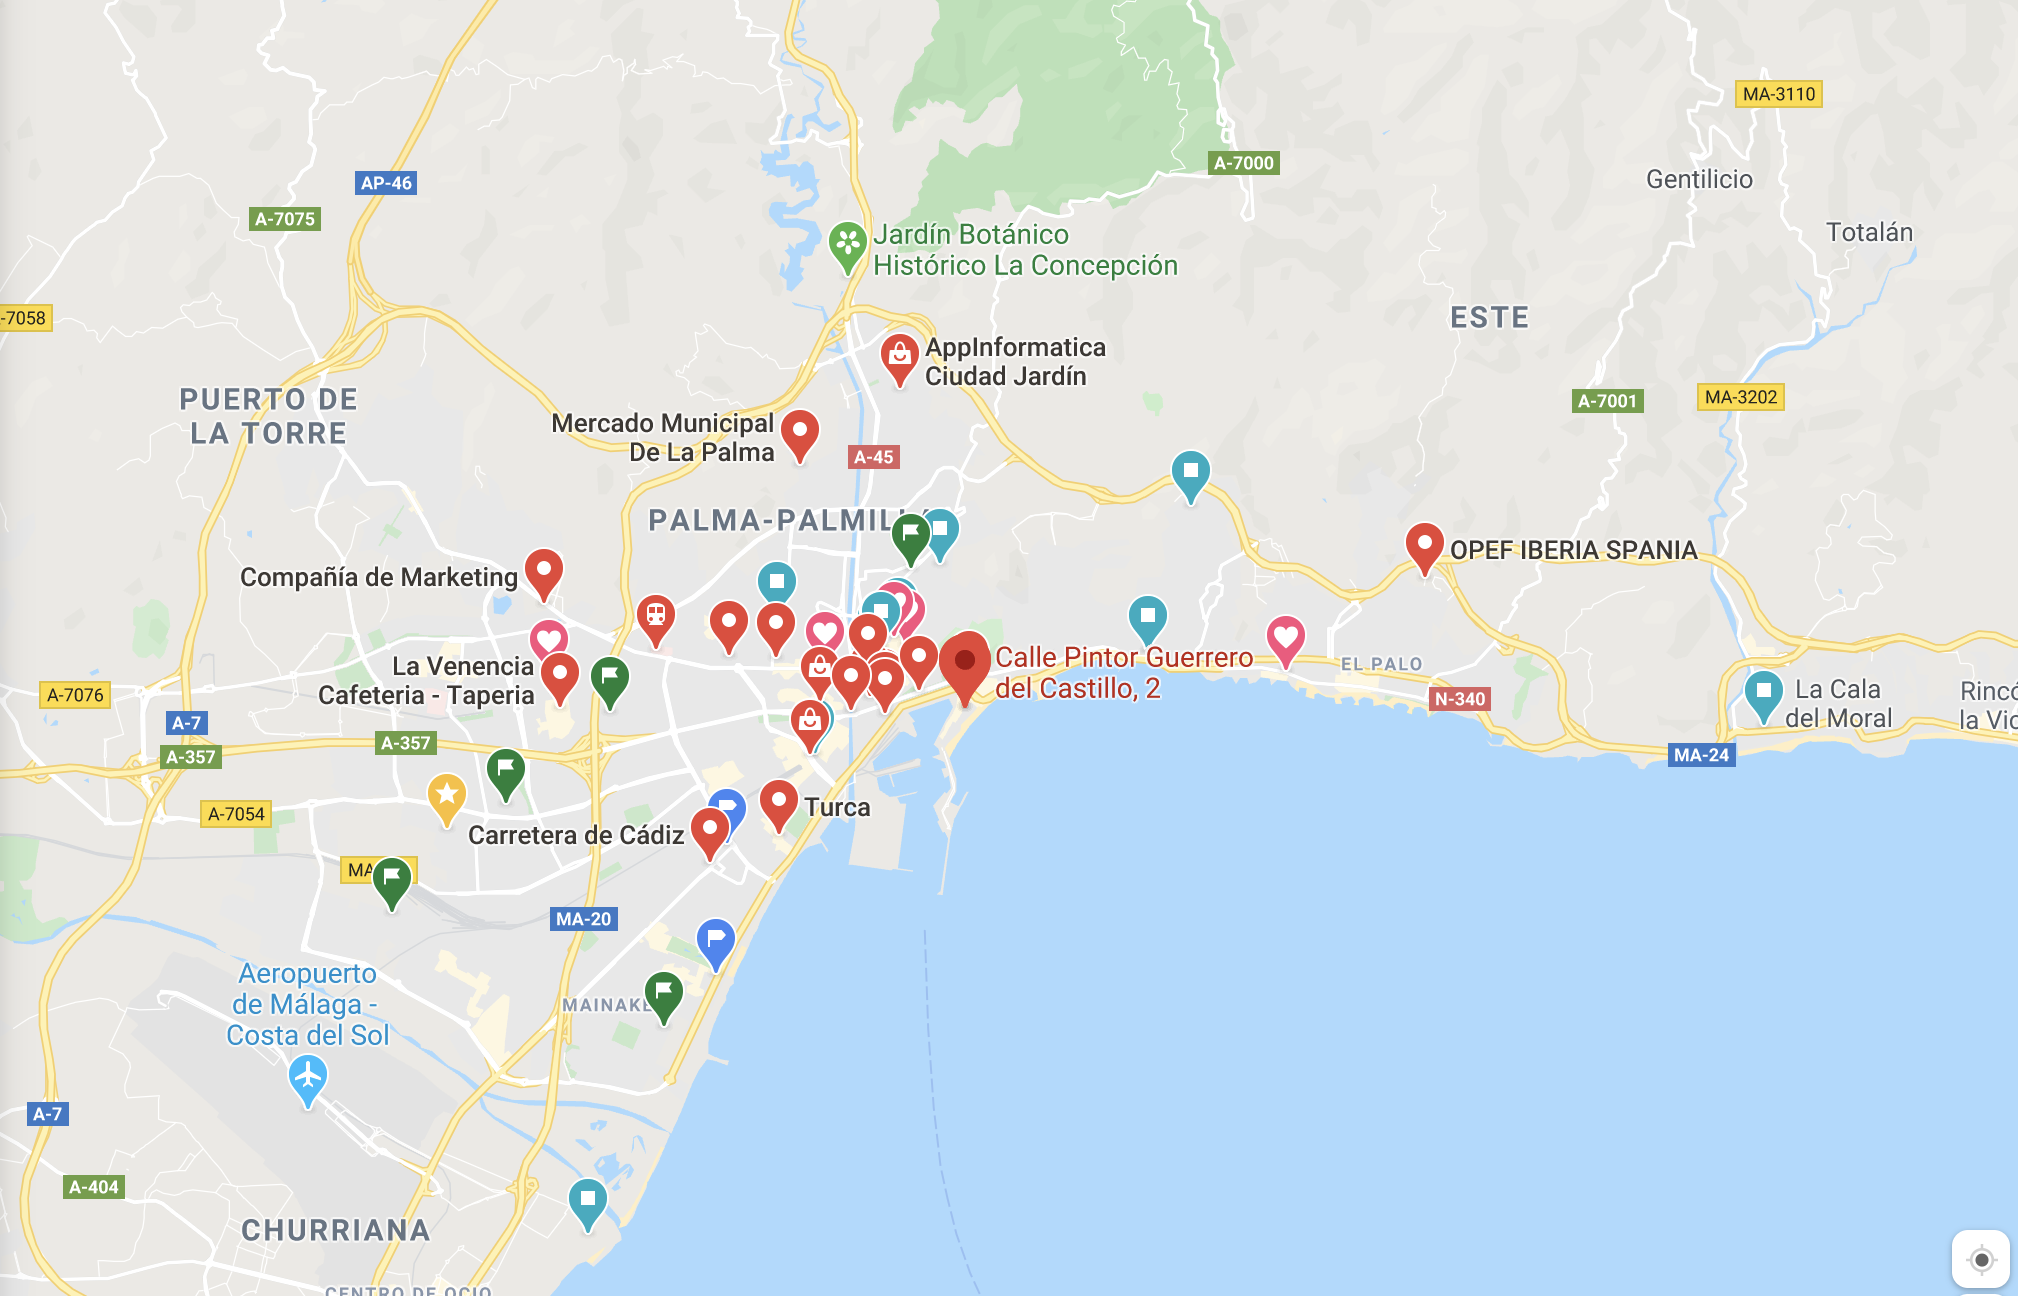 MA-3110
A-7000
Gentilicio
AP-46
A-7075
Totalán
Jardín Botánico
Histórico La Concepción
-7058
ESTE
AppInformatica
Ciudad Jardín
PUERTO DE
LA TORRE
A-7001
MA-3202
Mercado Municipal
De La Palma
A-45
PALMA-PALMILL
OPEF IBERIA SPANIA
Compañía de Marketing
La Venencia
Cafeteria - Taperia
Calle Pintor Guerrero
del Castillo, 2
EL PALO
A-7076
N-340
La Cala
del Moral
Rincó
la Vic
A-7
A-357
A-357
MA-24
A-7054
Turca
Carretera de Cádiz
MA
MA-20
Aeropuerto
de Málaga -
Costa del Sol
MAINAKE
A-7
A-404
CHURRIANA
CENTRO DE OCIO